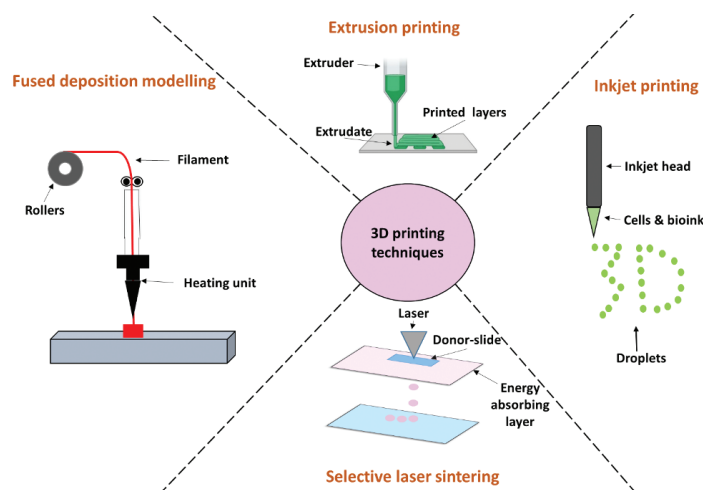 Extrusion printing
Extruder
Printed layers
Extrudate
Fused deposition modelling
Filament
Rollers
Heating unit
3D printing
techniques
Inkjet printing
Inkjet head
Cells & bioink
3D
Droplets
Laser
Donor-slide
Energy
absorbing
layer
Selective laser sintering